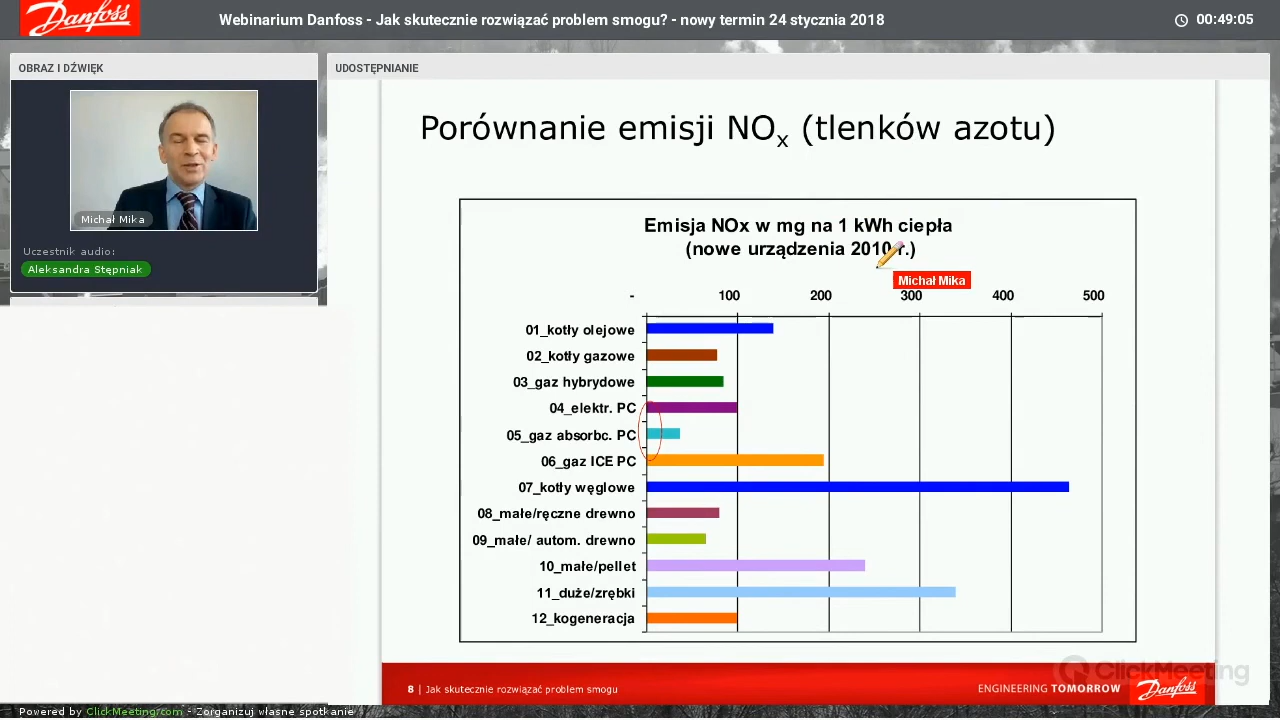 Danfoss
Webinarium Danfoss - Jak skutecznie rozwiązać problem smogu? - nowy termin 24 stycznia 2018
00:49:05
OBRAZ I DŹWIĘK
UDOSTĘPNIANIE
Michał Mika
Uczestnik audio:
Aleksandra Stępniak
Porównanie emisji NOx (tlenków azotu)
Emisja NOx w mg na 1 kWh ciepła
(nowe urządzenia 2010 r.)
Michał Mika
- 100 200 300 400 500
01_kotły olejowe
02_kotły gazowe
03_gaz hybrydowe
04_elektr. PC
05_gaz absorbc. PC
06_gaz ICE PC
07_kotły węglowe
08_małe/ręczne drewno
09_małe/ autom. drewno
10_małe/pellet
11_duże/zrębki
12_kogeneracja
ClickMeeting
8 | Jak skutecznie rozwiązać problem smogu
ENGINEERING TOMORROW
Danfoss
Powered by ClickMeeting.com - Zorganizuj własne spotkanie